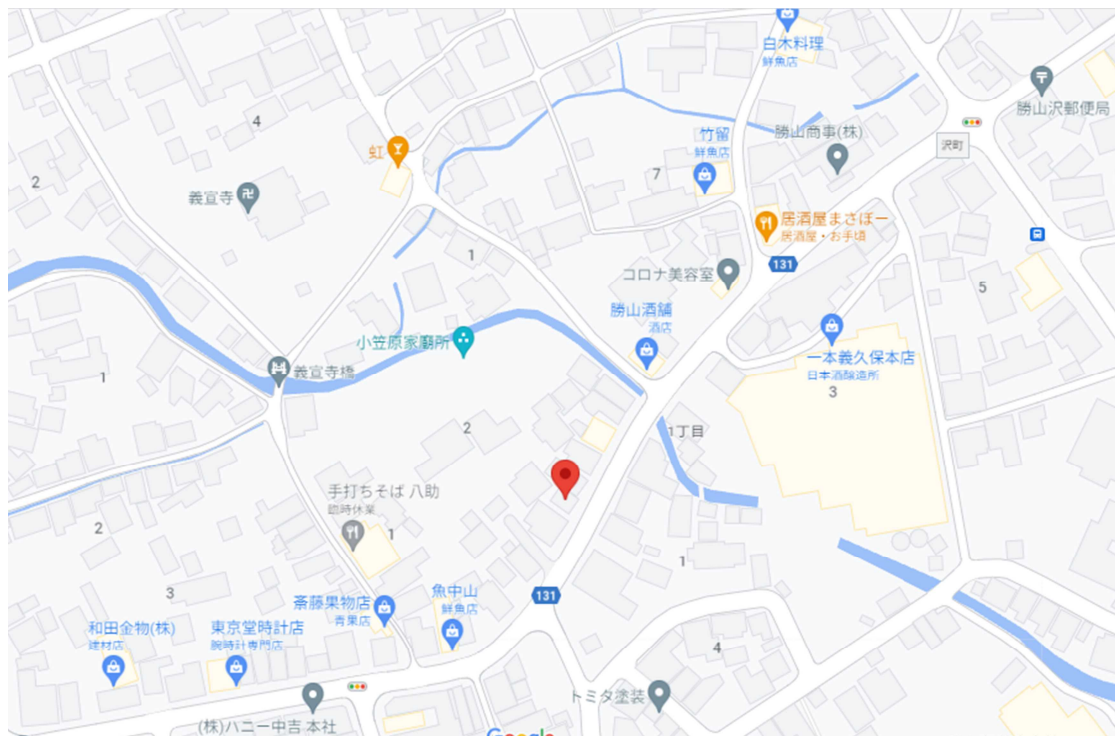 白木料理
鮮魚店
勝山沢郵便局
4
竹留
鮮魚店
勝山商事(株)
沢町
虹
7
2
義宣寺
居酒屋まさぼー
居酒屋・お手頃
131
1
コロナ美容室
5
勝山酒舗
酒店
小笠原家廟所
一本義久保本店
日本酒醸造所
1
義宣寺橋
3
2
1丁目
手打ちそば 八助
臨時休業
2
1
1
3
131
斎藤果物店
青果店
魚中山
鮮魚店
和田金物(株)
建材店
東京堂時計店
腕時計専門店
4
トミタ塗装
(株)ハニー中吉 本社
Google